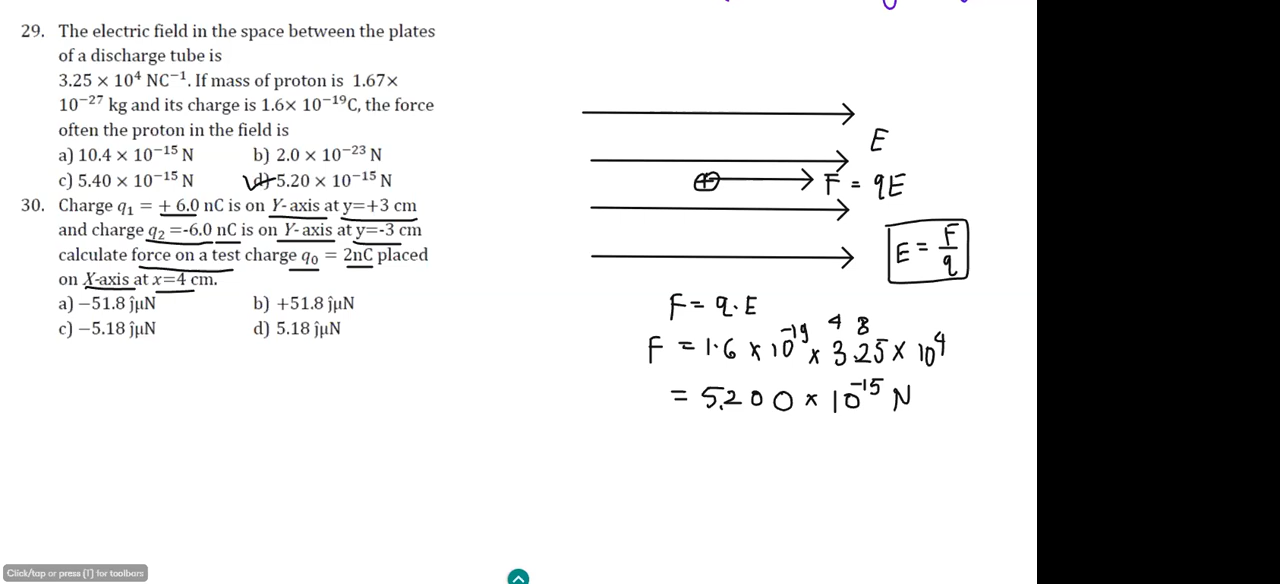 29. The electric field in the space between the plates
of a discharge tube is
3.25 × 10⁴ NC⁻¹. If mass of proton is 1.67×
10⁻²⁷ kg and its charge is 1.6× 10⁻¹⁹C, the force
often the proton in the field is
a) 10.4 × 10⁻¹⁵ N b) 2.0 × 10⁻²³ N
c) 5.40 × 10⁻¹⁵ N d) 5.20 × 10⁻¹⁵ N
30. Charge q₁ = + 6.0 nC is on Y-axis at y=+3 cm
and charge q₂ =-6.0 nC is on Y- axis at y=-3 cm
calculate force on a test charge q₀ = 2nC placed
on X-axis at x=4 cm.
a) −51.8 ĵμN b) +51.8 ĵμN
c) −5.18 ĵμN d) 5.18 ĵμN
E
+ F = qE
E = F/q
F = q.E
4 8
F = 1.6 × 10⁻¹⁹ × 3.25 × 10⁴
= 5.200 × 10⁻¹⁵ N
Click/tap or press [T] for toolbars